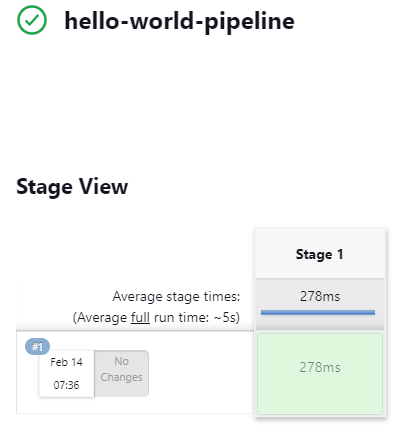 hello-world-pipeline
Stage View
Stage 1
Average stage times:
278ms
(Average full run time: ~5s)
#1
Feb 14
No
Changes
07:36
278ms